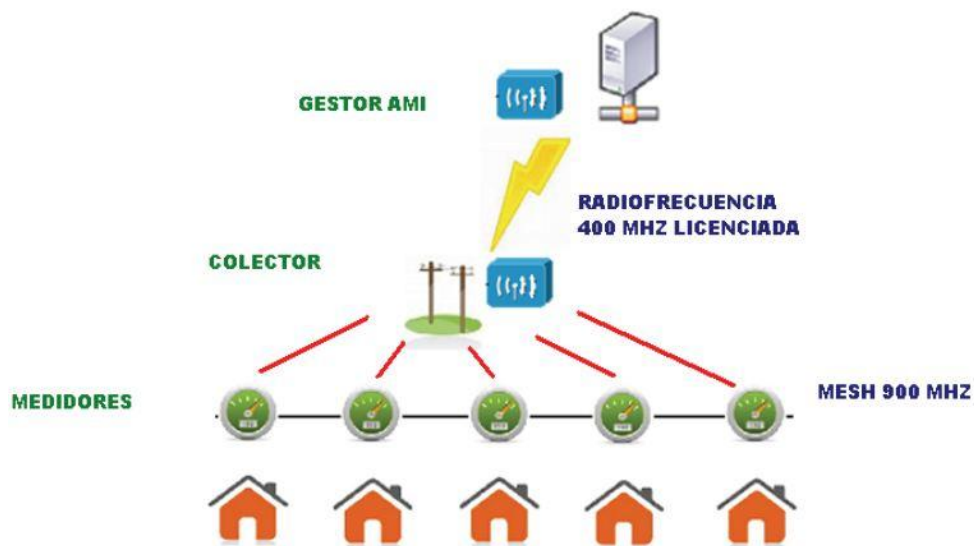 GESTOR AMI
RADIOFRECUENCIA
400 MHZ LICENCIADA
COLECTOR
MEDIDORES
MESH 900 MHZ